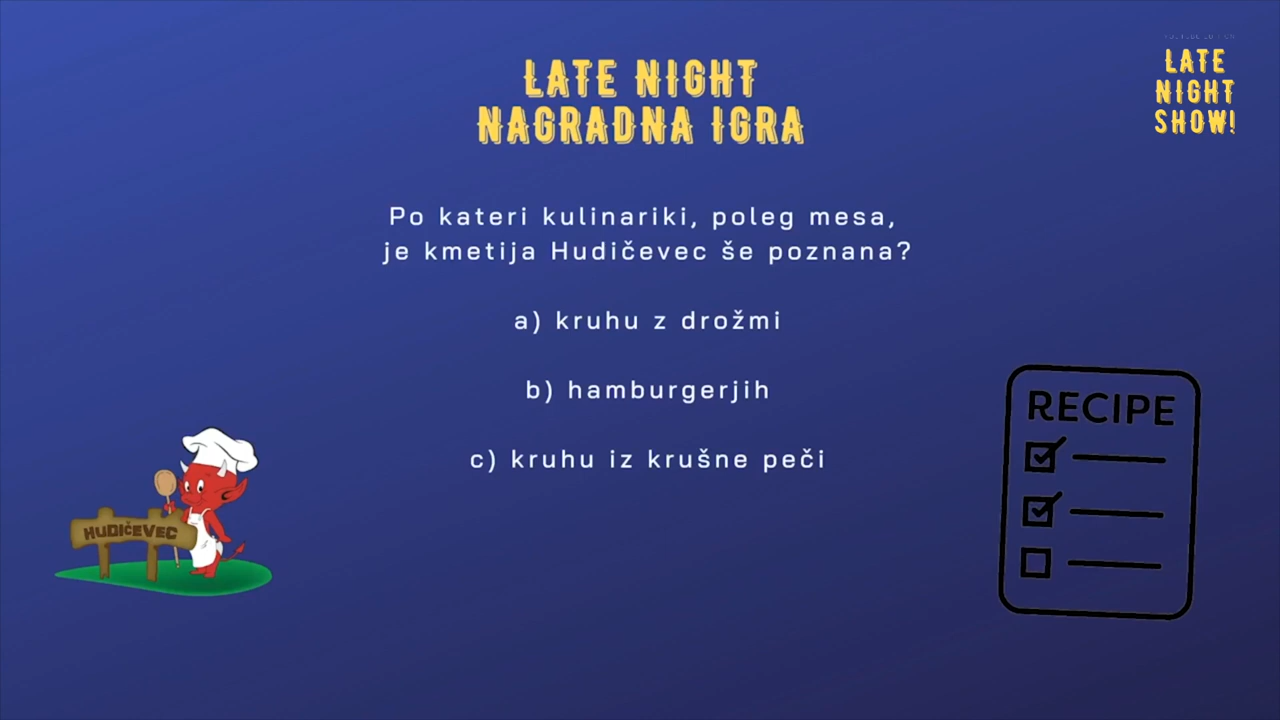 LATE NIGHT
NAGRADNA IGRA
LATE
NIGHT
SHOW!
Po kateri kulinariki, poleg mesa,
je kmetija Hudičevec še poznana?
a) kruhu z drožmi
b) hamburgerjih
c) kruhu iz krušne peči
HUDIČEVEC
RECIPE